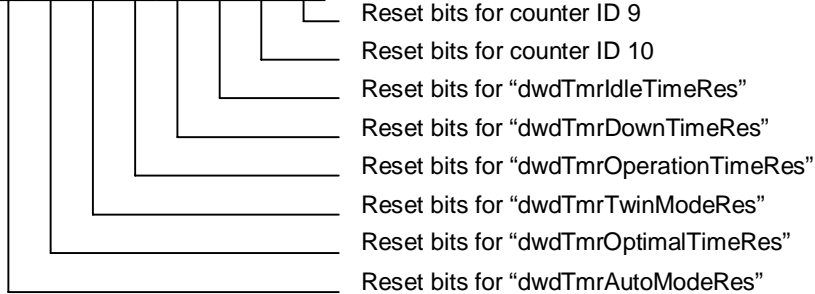 Reset bits for counter ID 9
Reset bits for counter ID 10
Reset bits for “dwdTmrIdleTimeRes”
Reset bits for “dwdTmrDownTimeRes”
Reset bits for “dwdTmrOperationTimeRes”
Reset bits for “dwdTmrTwinModeRes”
Reset bits for “dwdTmrOptimalTimeRes”
Reset bits for “dwdTmrAutoModeRes”